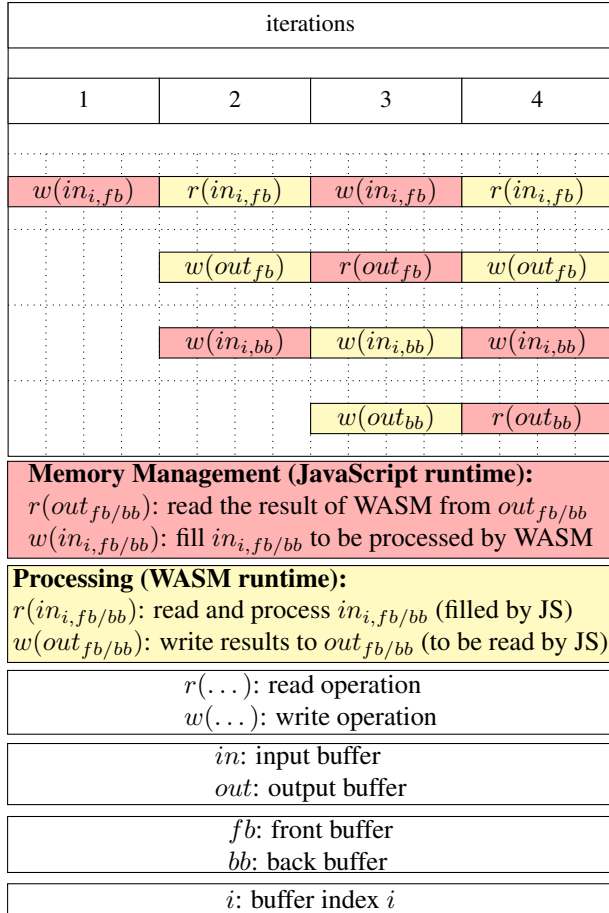 iterations
1 2 3 4
w(in_{i,fb}) r(in_{i,fb}) w(in_{i,fb}) r(in_{i,fb})
w(out_{fb}) r(out_{fb}) w(out_{fb})
w(in_{i,bb}) w(in_{i,bb}) w(in_{i,bb})
w(out_{bb}) r(out_{bb})
Memory Management (JavaScript runtime):
r(out_{fb/bb}): read the result of WASM from out_{fb/bb}
w(in_{i,fb/bb}): fill in_{i,fb/bb} to be processed by WASM
Processing (WASM runtime):
r(in_{i,fb/bb}): read and process in_{i,fb/bb} (filled by JS)
w(out_{fb/bb}): write results to out_{fb/bb} (to be read by JS)
r(...): read operation
w(...): write operation
in: input buffer
out: output buffer
fb: front buffer
bb: back buffer
i: buffer index i